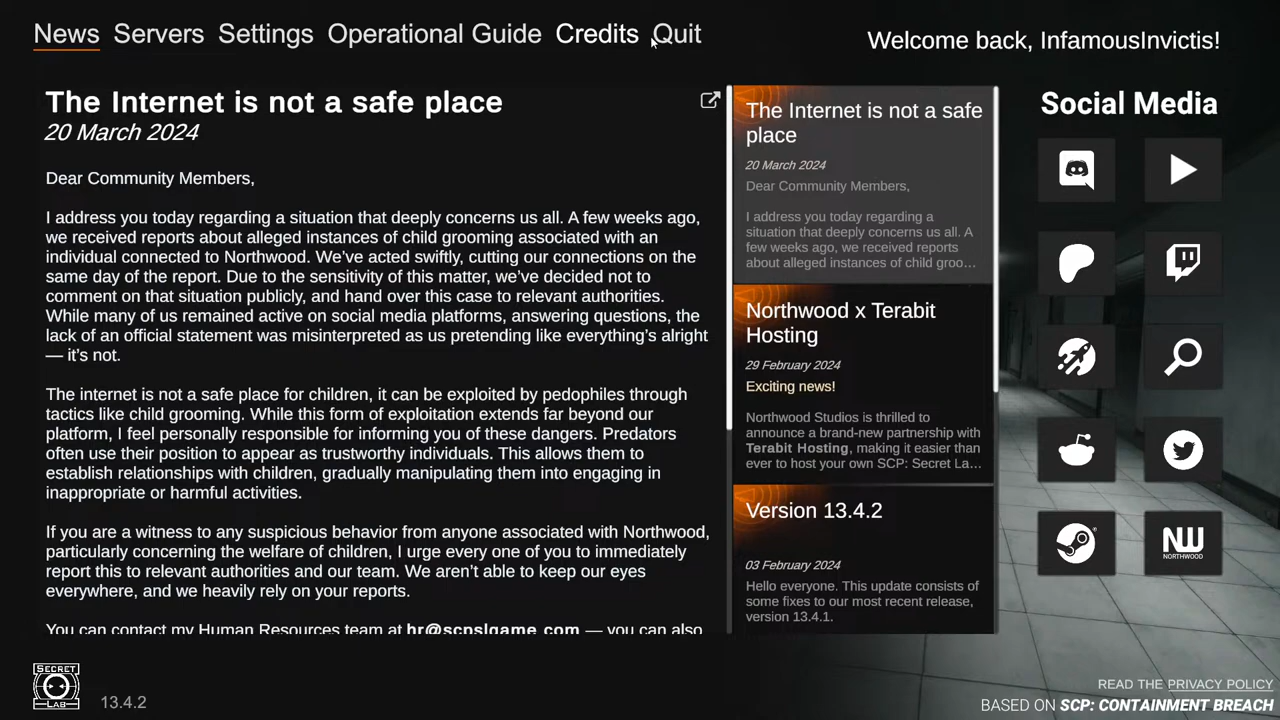 News Servers Settings Operational Guide Credits Quit
Welcome back, InfamousInvictis!
The Internet is not a safe place
20 March 2024
Dear Community Members,
I address you today regarding a situation that deeply concerns us all. A few weeks ago,
we received reports about alleged instances of child grooming associated with an
individual connected to Northwood. We've acted swiftly, cutting our connections on the
same day of the report. Due to the sensitivity of this matter, we've decided not to
comment on that situation publicly, and hand over this case to relevant authorities.
While many of us remained active on social media platforms, answering questions, the
lack of an official statement was misinterpreted as us pretending like everything's alright
— it's not.
The internet is not a safe place for children, it can be exploited by pedophiles through
tactics like child grooming. While this form of exploitation extends far beyond our
platform, I feel personally responsible for informing you of these dangers. Predators
often use their position to appear as trustworthy individuals. This allows them to
establish relationships with children, gradually manipulating them into engaging in
inappropriate or harmful activities.
If you are a witness to any suspicious behavior from anyone associated with Northwood,
particularly concerning the welfare of children, I urge every one of you to immediately
report this to relevant authorities and our team. We aren't able to keep our eyes
everywhere, and we heavily rely on your reports.
You can contact my Human Resources team at hr@scpslgame.com — you can also
The Internet is not a safe
place
20 March 2024
Dear Community Members,
I address you today regarding a
situation that deeply concerns us all. A
few weeks ago, we received reports
about alleged instances of child groo…
Northwood x Terabit
Hosting
29 February 2024
Exciting news!
Northwood Studios is thrilled to
announce a brand-new partnership with
Terabit Hosting, making it easier than
ever to host your own SCP: Secret La…
Version 13.4.2
03 February 2024
Hello everyone. This update consists of
some fixes to our most recent release,
version 13.4.1.
Social Media
NW
NORTHWOOD
SECRET
LAB
13.4.2
READ THE PRIVACY POLICY
BASED ON SCP: CONTAINMENT BREACH